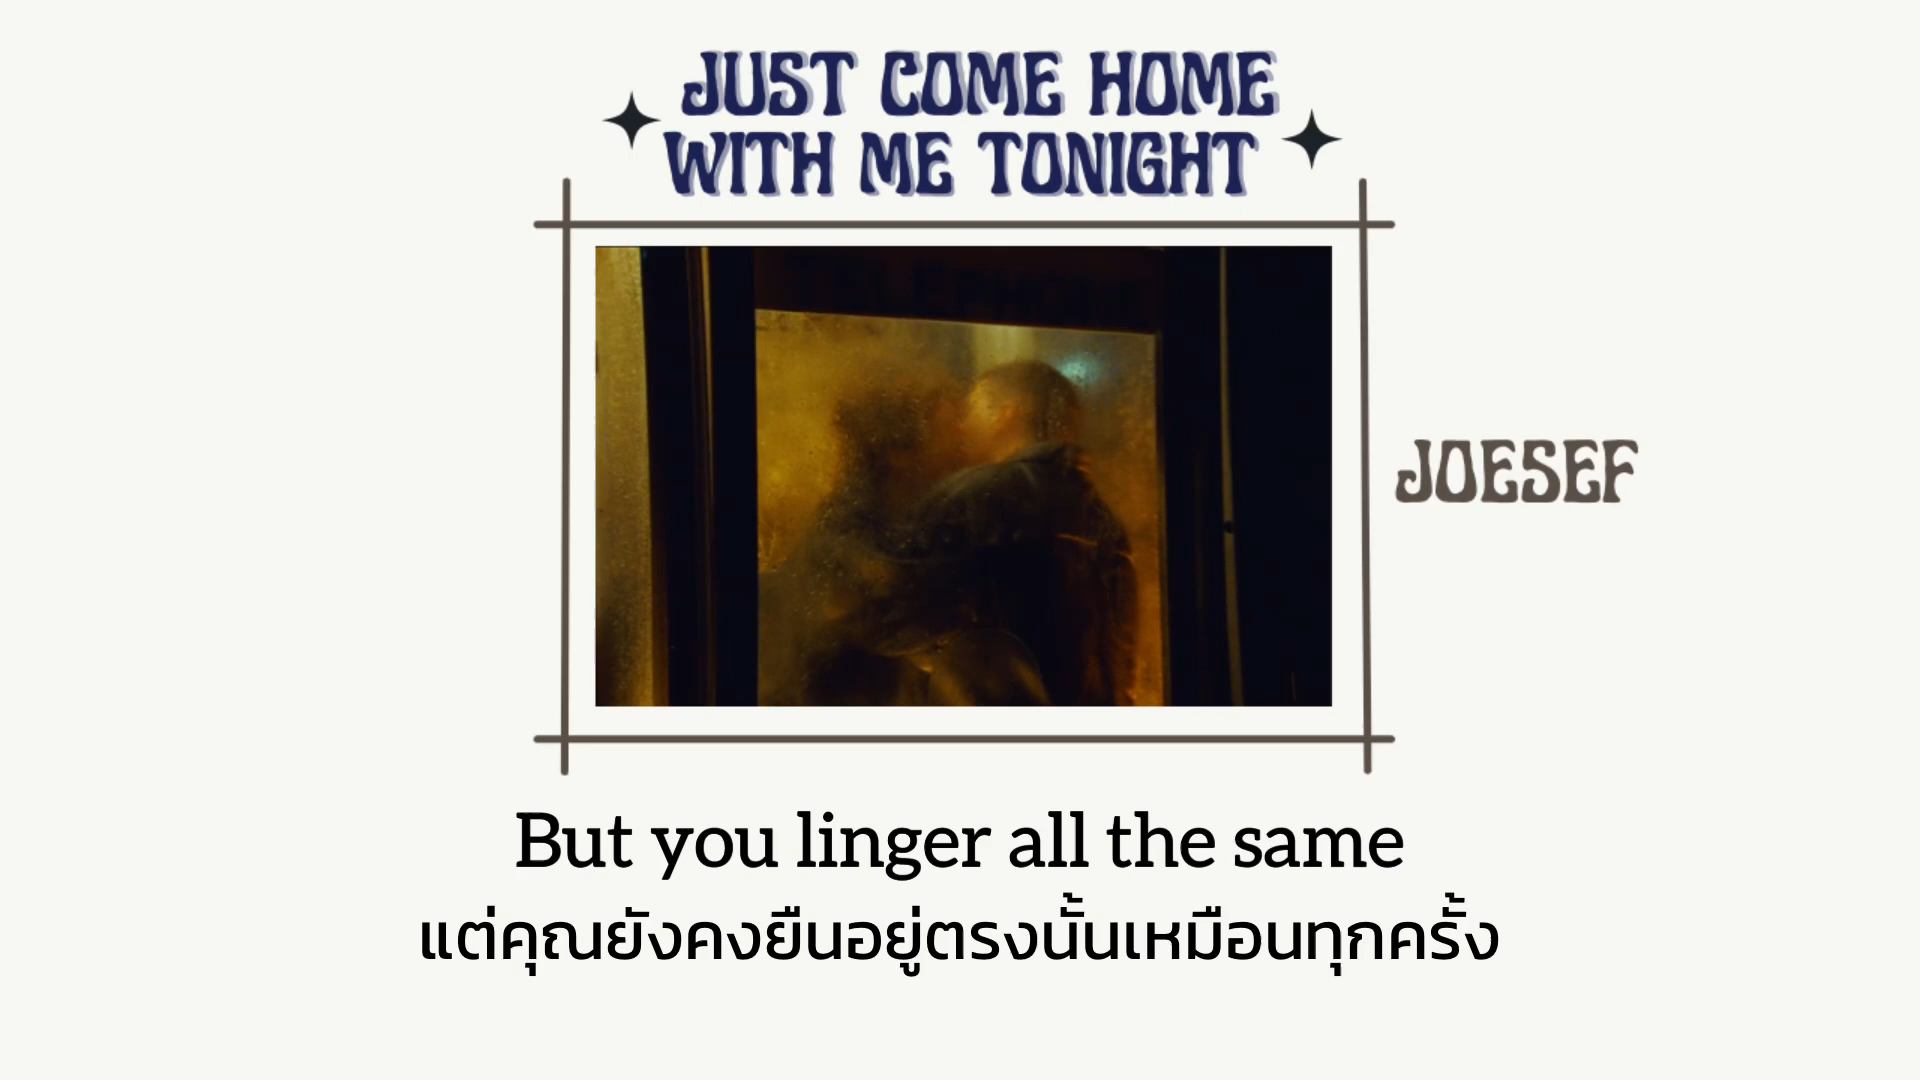 JUST COME HOME
WITH ME TONIGHT
TELEPHONE
JOESEF
But you linger all the same
แต่คุณยังคงยืนอยู่ตรงนั้นเหมือนทุกครั้ง